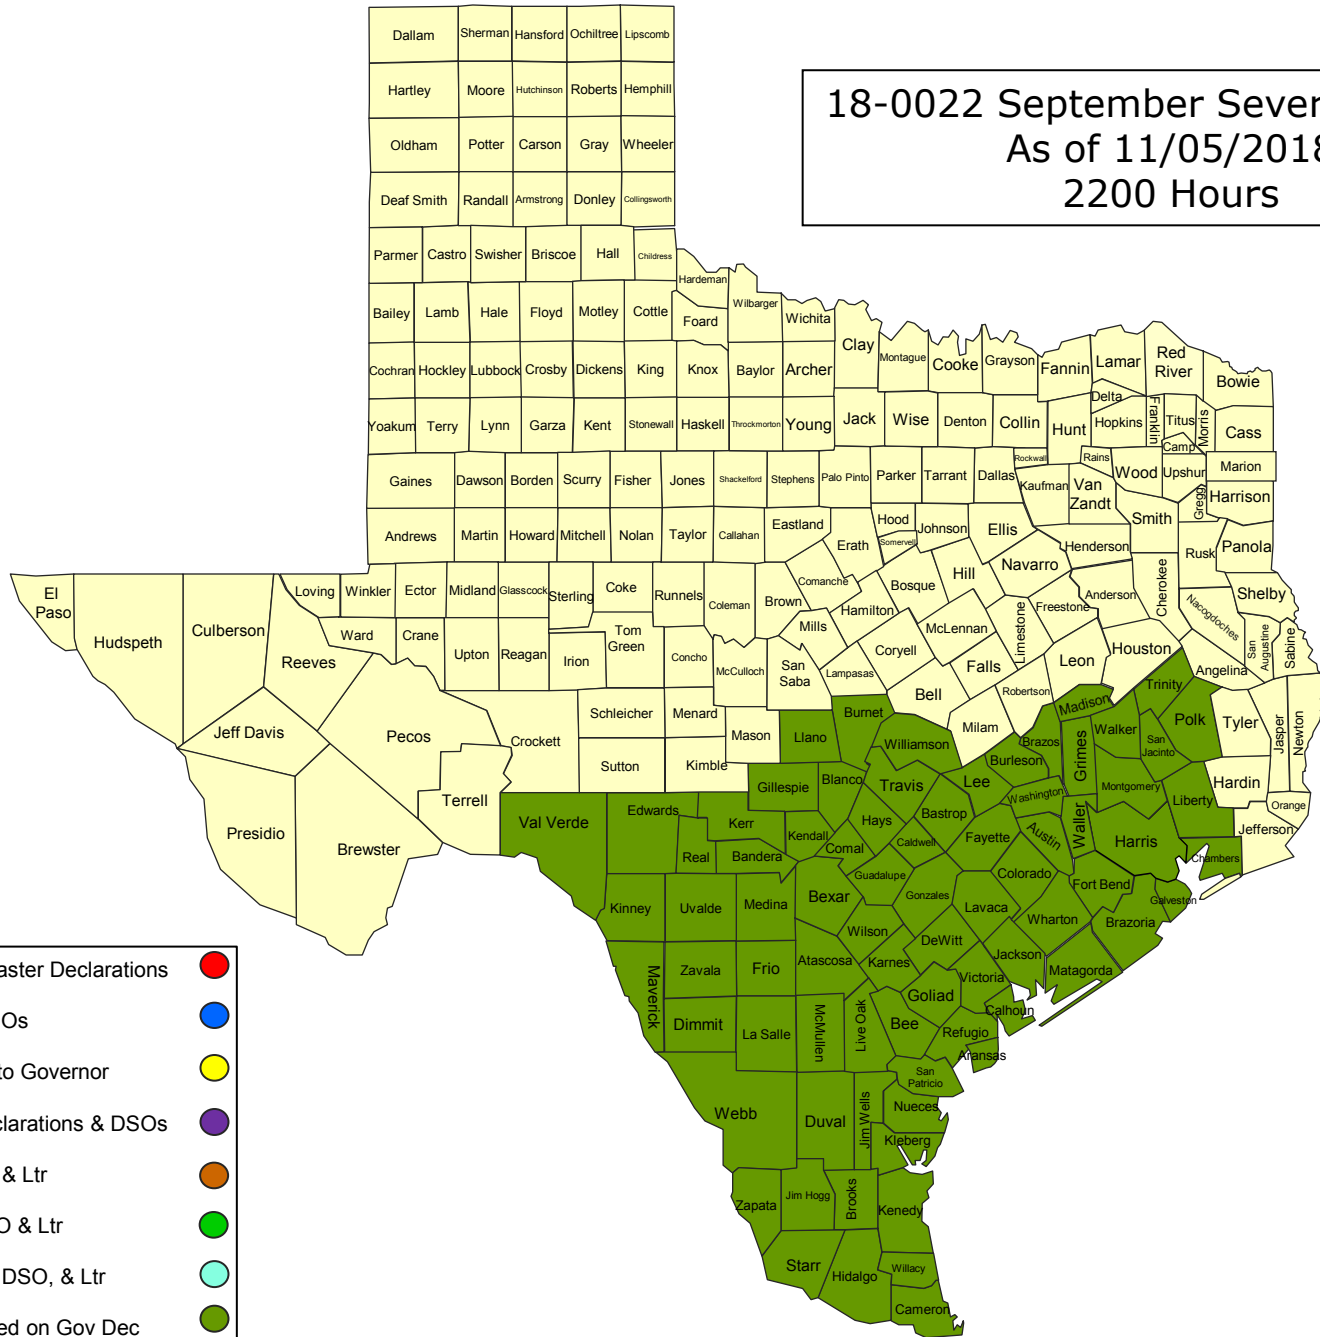 Dallam Sherman Hansford Ochiltree Lipscomb
Hartley Moore Hutchinson Roberts Hemphill
18-0022 September Sever
As of 11/05/2018
2200 Hours
Oldham Potter Carson Gray Wheeler
Deaf Smith Randall Armstrong Donley Collingsworth
Parmer Castro Swisher Briscoe Hall Childress
Hardeman
Bailey Lamb Hale Floyd Motley Cottle Foard Wilbarger Wichita
Clay Montague Cooke Grayson Fannin Lamar Red River Bowie
Cochran Hockley Lubbock Crosby Dickens King Knox Baylor Archer
Delta
Yoakum Terry Lynn Garza Kent Stonewall Haskell Throckmorton Young Jack Wise Denton Collin Hunt Hopkins Franklin Titus Morris Cass
Camp
Gaines Dawson Borden Scurry Fisher Jones Shackelford Stephens Palo Pinto Parker Tarrant Dallas Rockwall Kaufman Rains Van Zandt Wood Upshur Gregg Marion
Harrison
Andrews Martin Howard Mitchell Nolan Taylor Callahan Eastland Erath Hood Somervell Johnson Ellis Henderson Smith Rusk Panola
El Paso Hudspeth Culberson Loving Winkler Ector Midland Glasscock Sterling Coke Runnels Coleman Brown Comanche Hamilton Bosque Hill Navarro Freestone Anderson Cherokee Nacogdoches Shelby
Reeves Ward Crane Upton Reagan Irion Tom Green Concho McCulloch San Saba Mills Lampasas Coryell McLennan Limestone Falls Leon Houston Angelina San Augustine Sabine
Jeff Davis Pecos Crockett Schleicher Menard Mason Llano Burnet Bell Milam Robertson Madison Trinity Polk Tyler Jasper Newton
Sutton Kimble Williamson Brazos Burleson Grimes Walker San Jacinto Hardin
Presidio Brewster Terrell Val Verde Edwards Kerr Gillespie Blanco Travis Lee Washington Montgomery Liberty Orange
Real Bandera Kendall Comal Hays Caldwell Bastrop Fayette Austin Waller Harris Chambers Jefferson
Kinney Uvalde Medina Bexar Guadalupe Gonzales Lavaca Colorado Wharton Fort Bend Brazoria Galveston
Maverick Zavala Frio Atascosa Wilson Karnes DeWitt Jackson Matagorda
Dimmit La Salle McMullen Live Oak Bee Goliad Victoria Calhoun
Refugio
Aransas
Webb Duval Jim Wells San Patricio
Nueces
Kleberg
Zapata Jim Hogg Brooks Kenedy
Starr Hidalgo Willacy
Cameron
aster Declarations
Os
to Governor
clarations & DSOs
& Ltr
O & Ltr
DSO, & Ltr
ed on Gov Dec